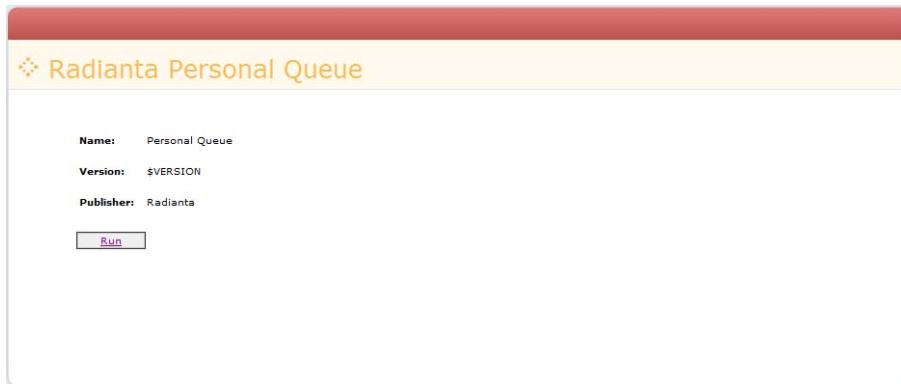 Radianta Personal Queue
Name: Personal Queue
Version: $VERSION
Publisher: Radianta
Run